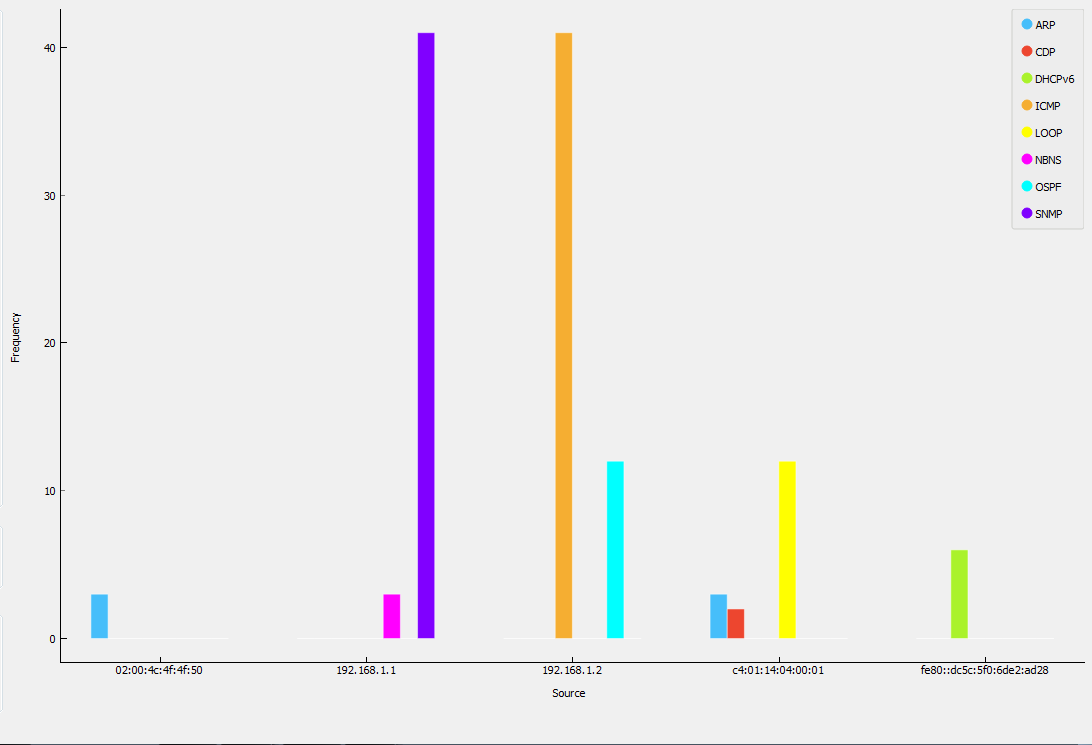 ARP
CDP
DHCPv6
ICMP
LOOP
NBNS
OSPF
SNMP
40
30
20
10
0
Frequency
02:00:4c:4f:4f:50
192.168.1.1
192.168.1.2
c4:01:14:04:00:01
fe80::dc5c:5f0:6de2:ad28
Source